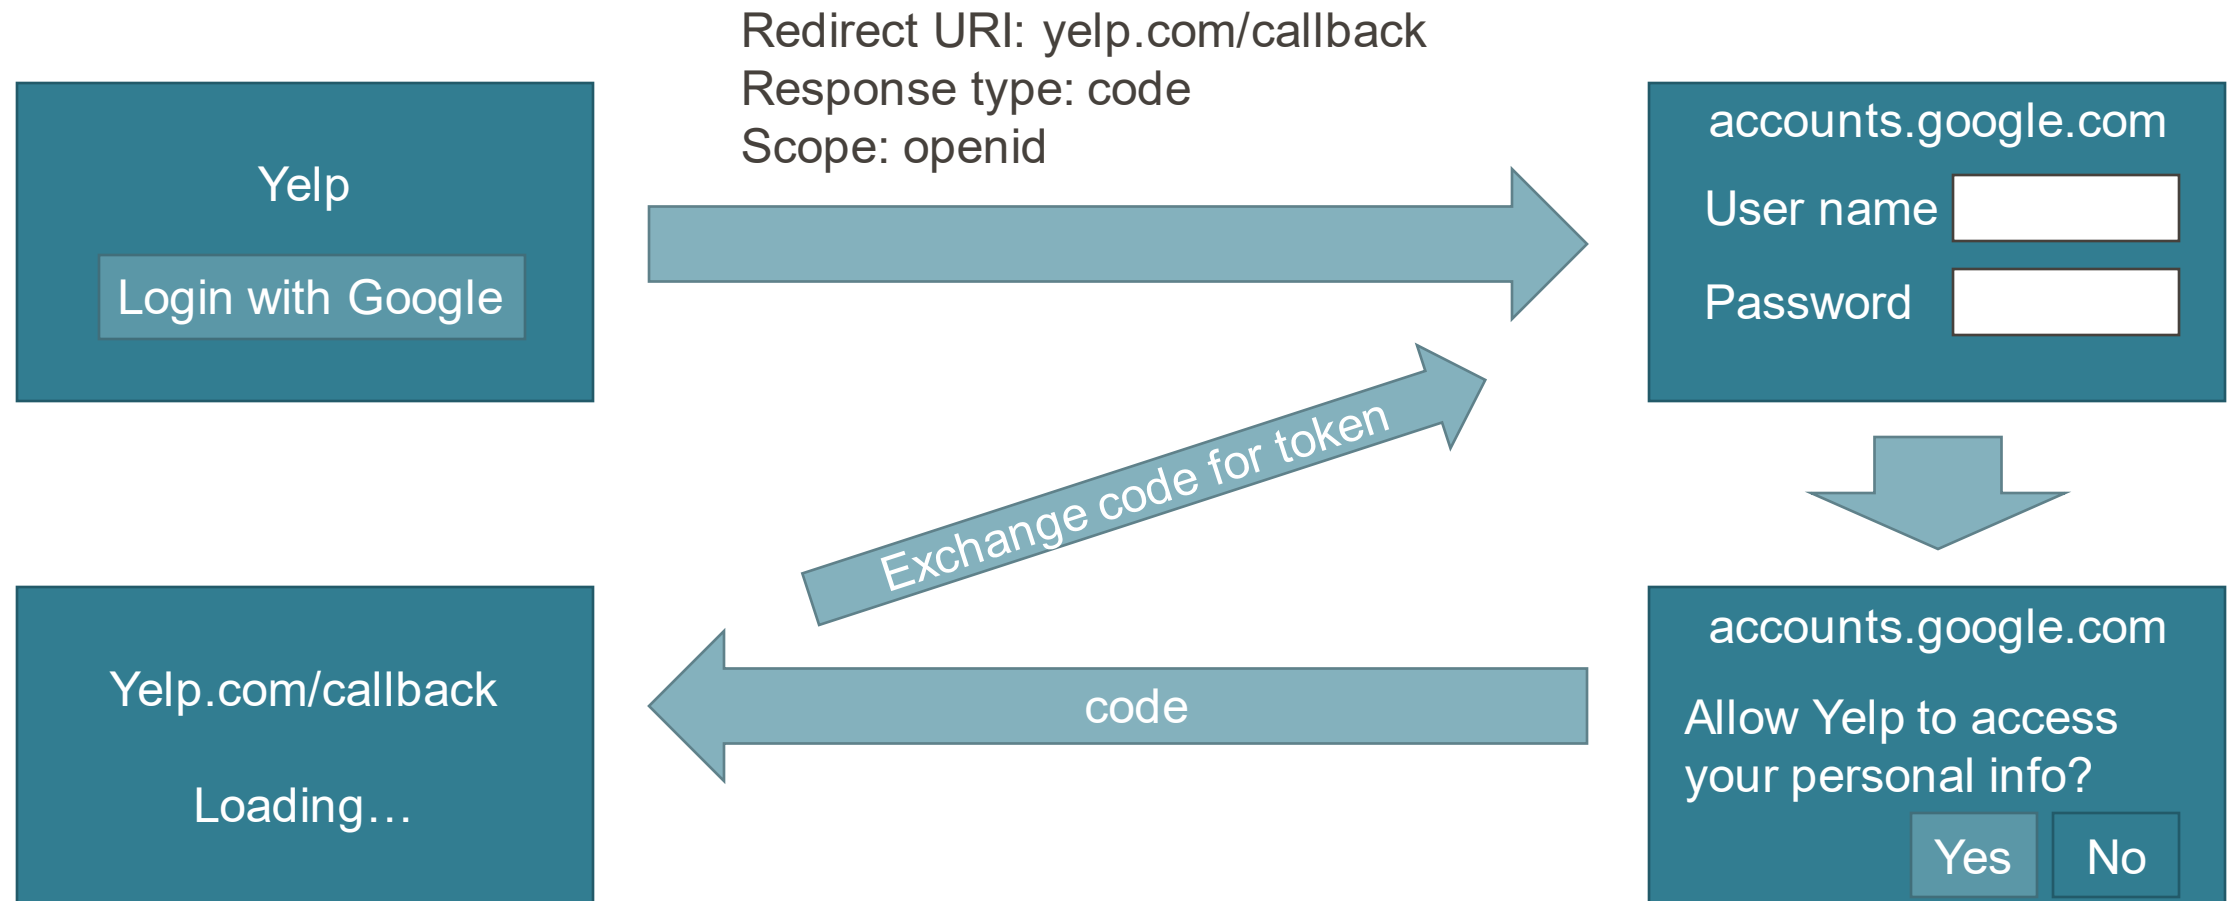 Redirect URI: yelp.com/callback
Response type: code
Scope: openid
Yelp
Login with Google
accounts.google.com
User name
Password
Exchange code for token
Yelp.com/callback
Loading…
code
accounts.google.com
Allow Yelp to access
your personal info?
Yes
No